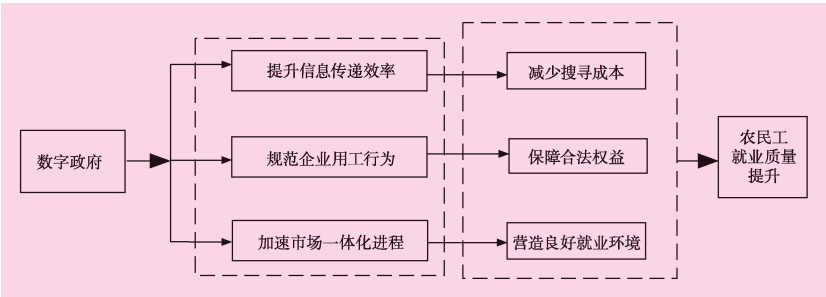 数字政府
提升信息传递效率
减少搜寻成本
规范企业用工行为
保障合法权益
加速市场一体化进程
营造良好就业环境
农民工
就业质量
提升